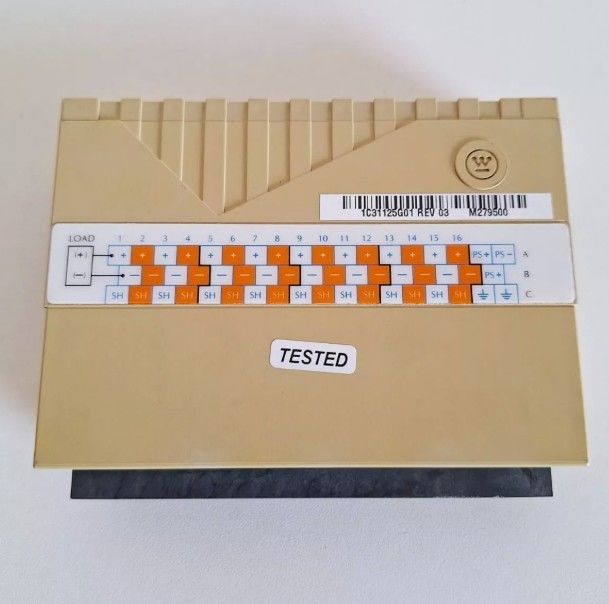 W
1C31125G01 REV 03 M279500
LOAD 1 2 3 4 5 6 7 8 9 10 11 12 13 14 15 16
(+) + + + + + + + + + + + + + + + + PS+ PS- A
(−) − − − − − − − − − − − − − − − − PS+ B
SH SH SH SH SH SH SH SH SH SH SH SH SH SH SH SH C
TESTED